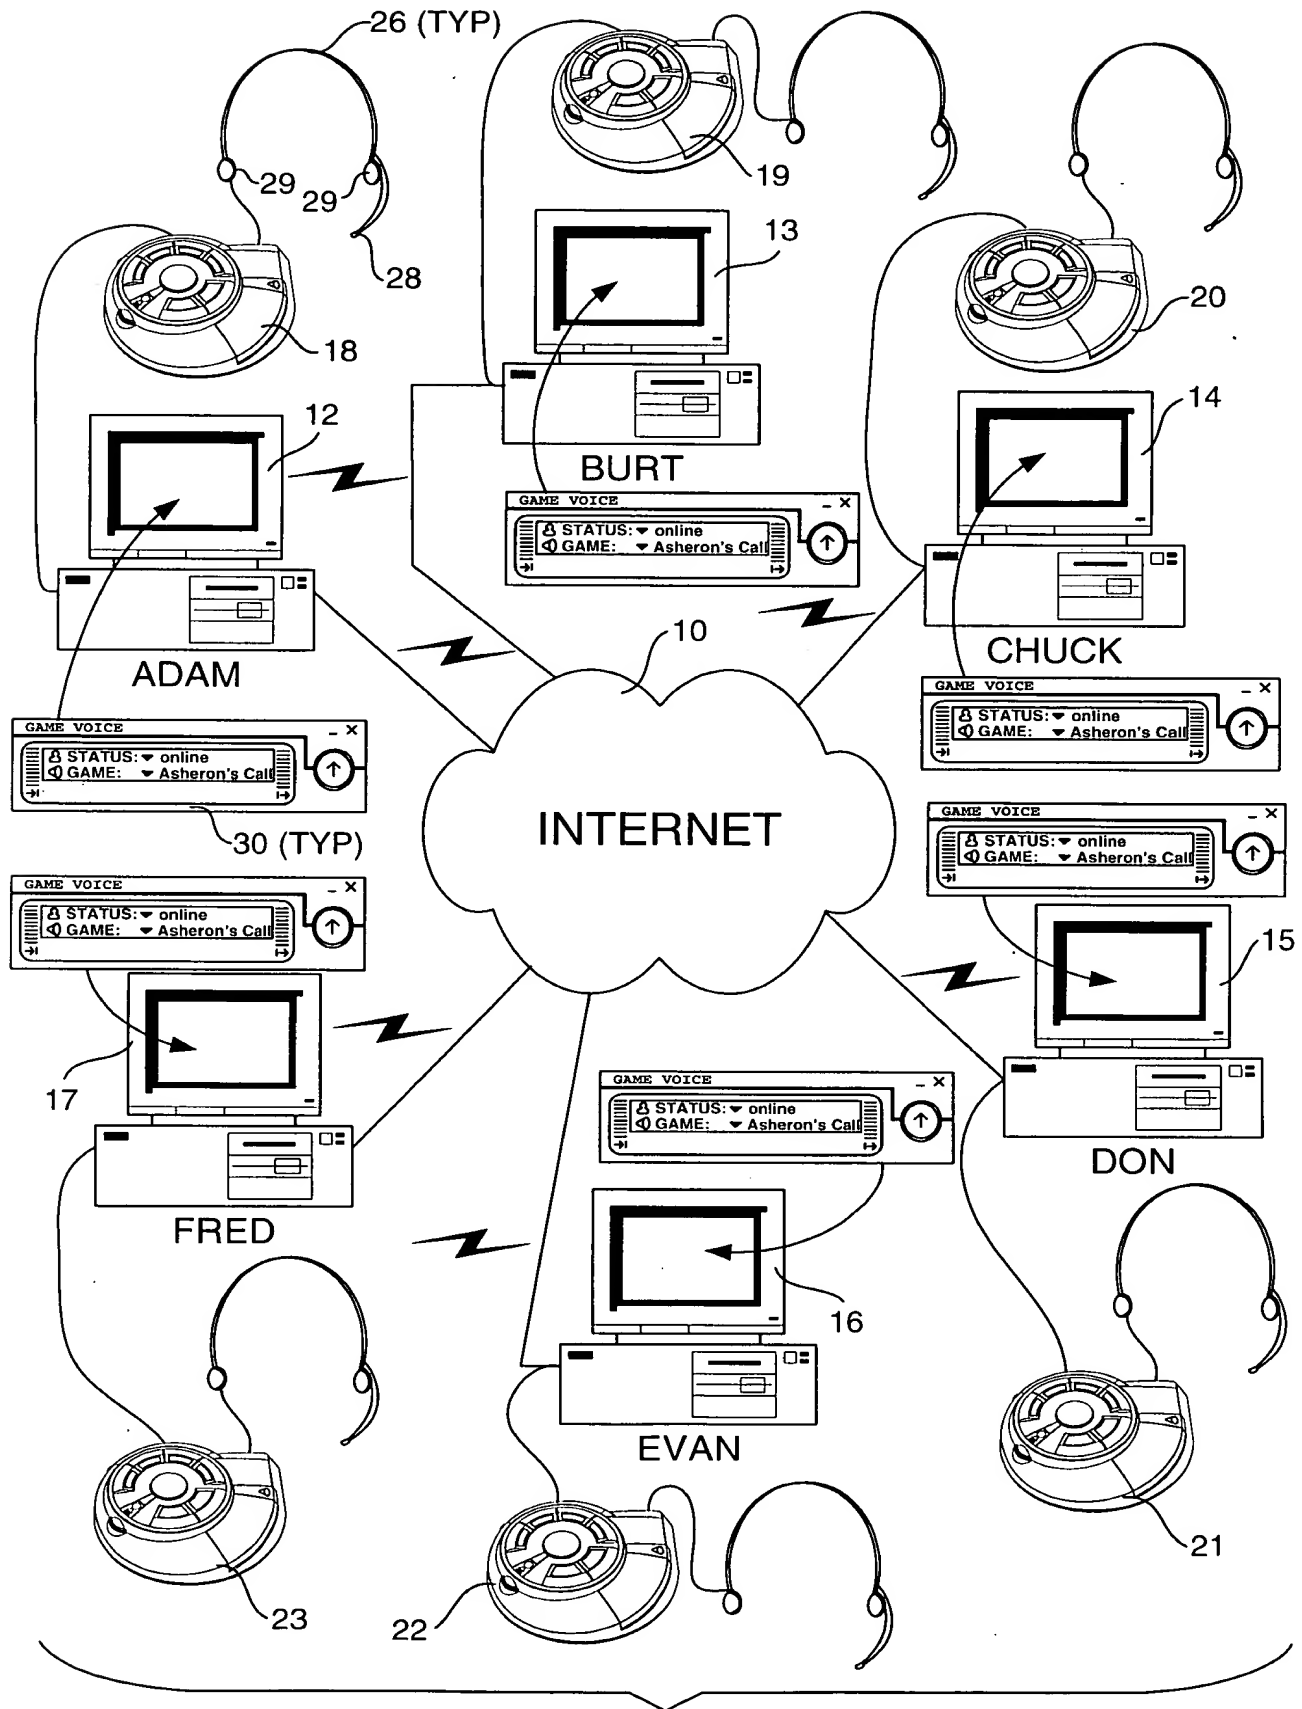 26 (TYP)
29
29
28
19
13
20
18
12
14
BURT
GAME VOICE _ ×
STATUS: online
GAME: Asheron's Call
ADAM
10
CHUCK
GAME VOICE _ ×
STATUS: online
GAME: Asheron's Call
GAME VOICE _ ×
STATUS: online
GAME: Asheron's Call
30 (TYP)
INTERNET
GAME VOICE _ ×
STATUS: online
GAME: Asheron's Call
GAME VOICE _ ×
STATUS: online
GAME: Asheron's Call
15
17
GAME VOICE _ ×
STATUS: online
GAME: Asheron's Call
DON
FRED
16
EVAN
21
23
22